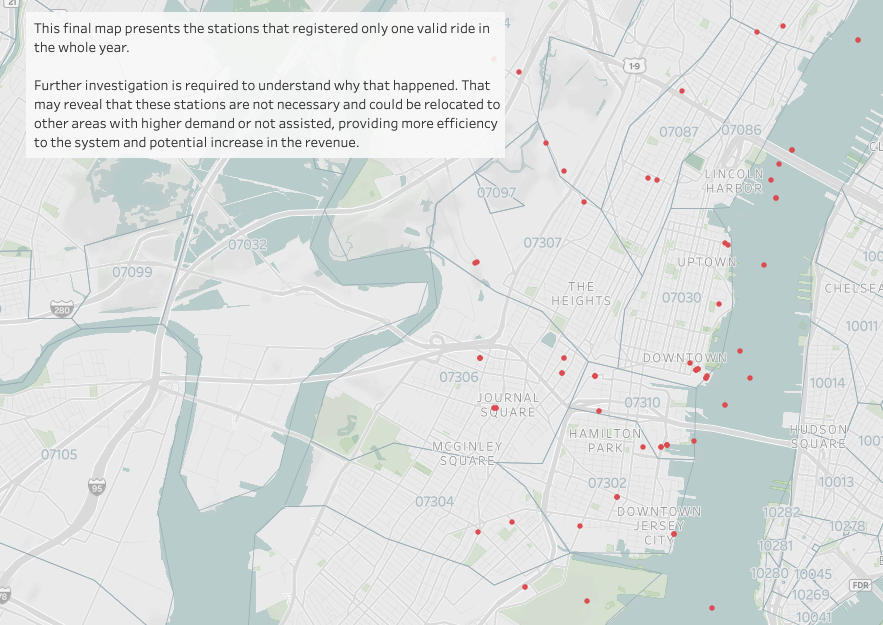 21
This final map presents the stations that registered only one valid ride in
the whole year.
Further investigation is required to understand why that happened. That
may reveal that these stations are not necessary and could be relocated to
other areas with higher demand or not assisted, providing more efficiency
to the system and potential increase in the revenue.
1-9
07087
07086
LINCOLN
HARBOR
07097
07032
07307
07099
UPTOWN
THE
HEIGHTS
07030
CHELSEA
280
10011
DOWNTOWN
07306
10014
JOURNAL
SQUARE
07310
HAMILTON
PARK
HUDSON
SQUARE
MCGINLEY
SQUARE
07105
95
07302
10013
07304
DOWNTOWN
JERSEY
CITY
10282
10278
10281
10280
10045
FDR
10269
10041
78